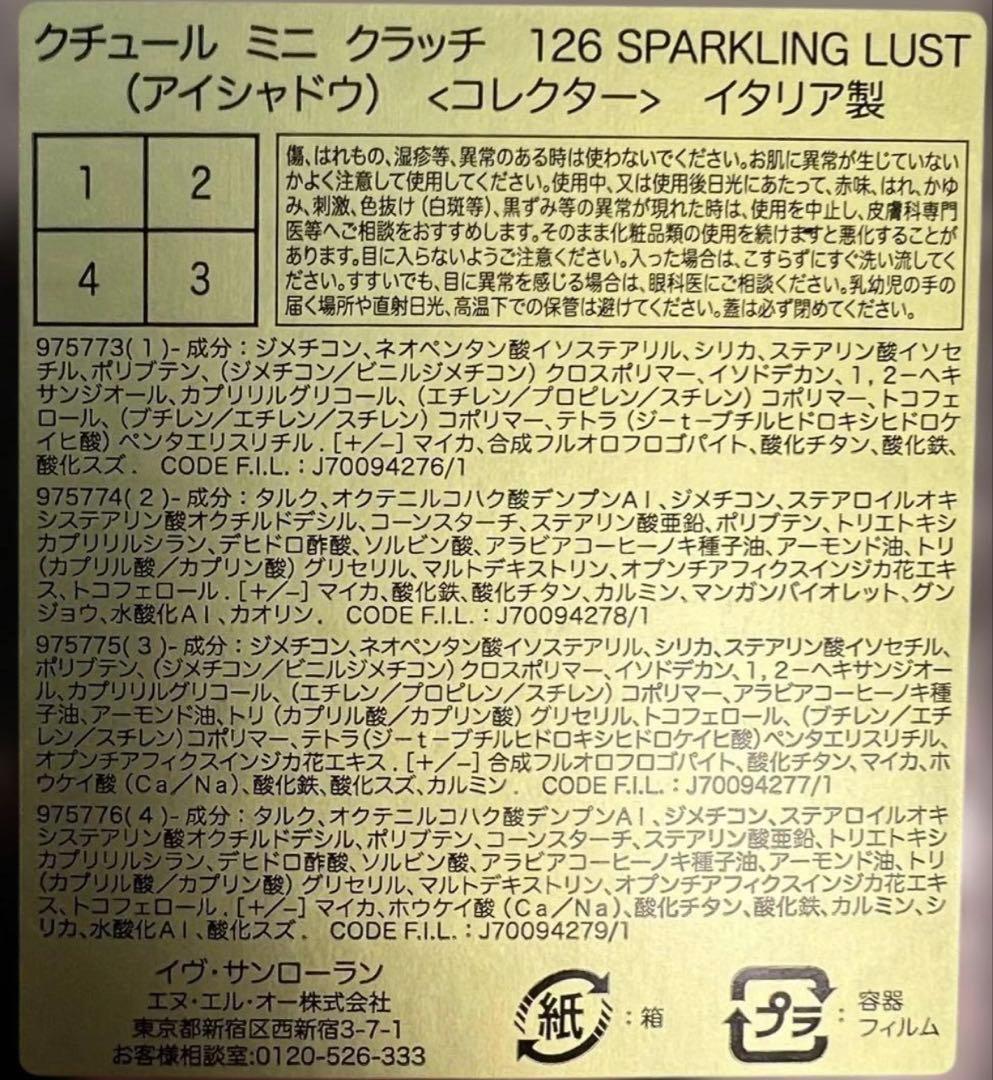 クチュール ミニ クラッチ 126 SPARKLING LUST
（アイシャドウ） <コレクター> イタリア製
1 2
4 3
傷、はれもの、湿疹等、異常のある時は使わないでください。お肌に異常が生じていない
かよく注意して使用してください。使用中、又は使用後日光にあたって、赤味、はれ、かゆ
み、刺激、色抜け（白斑等）、黒ずみ等の異常が現れた時は、使用を中止し、皮膚科専門
医等へご相談をおすすめします。そのまま化粧品類の使用を続けますと悪化することが
あります。目に入らないようご注意ください。入った場合は、こすらずにすぐ洗い流してく
ださい。すすいでも、目に異常を感じる場合は、眼科医にご相談ください。乳幼児の手の
届く場所や直射日光、高温下での保管は避けてください。蓋は必ず閉めてください。
975773(1)-成分：ジメチコン、ネオペンタン酸イソステアリル、シリカ、ステアリン酸イソセ
チル、ポリブテン、（ジメチコン／ビニルジメチコン）クロスポリマー、イソドデカン、1,2－ヘキ
サンジオール、カプリリルグリコール、（エチレン／プロピレン／スチレン）コポリマー、トコフェ
ロール、（ブチレン／エチレン／スチレン）コポリマー、テトラ（ジーtーブチルヒドロキシヒドロケ
イヒ酸）ペンタエリスリチル．[+/−]マイカ、合成フルオロフロゴパイト、酸化チタン、酸化鉄、
酸化スズ． CODE F.I.L.：J70094276/1
975774(2)-成分：タルク、オクテニルコハク酸デンプンAl、ジメチコン、ステアロイルオキ
システアリン酸オクチルドデシル、コーンスターチ、ステアリン酸亜鉛、ポリブテン、トリエトキシ
カプリリルシラン、デヒドロ酢酸、ソルビン酸、アラビアコーヒーノキ種子油、アーモンド油、トリ
（カプリル酸／カプリン酸）グリセリル、マルトデキストリン、オプンチアフィクスインジカ花エキ
ス、トコフェロール．[+/−]マイカ、酸化鉄、酸化チタン、カルミン、マンガンバイオレット、グン
ジョウ、水酸化Al、カオリン． CODE F.I.L.：J70094278/1
975775(3)-成分：ジメチコン、ネオペンタン酸イソステアリル、シリカ、ステアリン酸イソセチル、
ポリブテン、（ジメチコン／ビニルジメチコン）クロスポリマー、イソドデカン、1,2－ヘキサンジオー
ル、カプリリルグリコール、（エチレン／プロピレン／スチレン）コポリマー、アラビアコーヒーノキ種
子油、アーモンド油、トリ（カプリル酸／カプリン酸）グリセリル、トコフェロール、（ブチレン／エチ
レン／スチレン）コポリマー、テトラ（ジーtーブチルヒドロキシヒドロケイヒ酸）ペンタエリスリチル、
オプンチアフィクスインジカ花エキス．[+/−]合成フルオロフロゴパイト、酸化チタン、マイカ、ホ
ウケイ酸（Ca／Na）、酸化鉄、酸化スズ、カルミン． CODE F.I.L.：J70094277/1
975776(4)-成分：タルク、オクテニルコハク酸デンプンAl、ジメチコン、ステアロイルオキ
システアリン酸オクチルドデシル、ポリブテン、コーンスターチ、ステアリン酸亜鉛、トリエトキシ
カプリリルシラン、デヒドロ酢酸、ソルビン酸、アラビアコーヒーノキ種子油、アーモンド油、トリ
（カプリル酸／カプリン酸）グリセリル、マルトデキストリン、オプンチアフィクスインジカ花エキ
ス、トコフェロール．[+/−]マイカ、ホウケイ酸（Ca／Na）、酸化チタン、酸化鉄、カルミン、シ
リカ、水酸化Al、酸化スズ． CODE F.I.L.：J70094279/1
イヴ・サンローラン
エヌ・エル・オー株式会社
東京都新宿区西新宿3-7-1
お客様相談室:0120-526-333
紙：箱
プラ：容器
フィルム